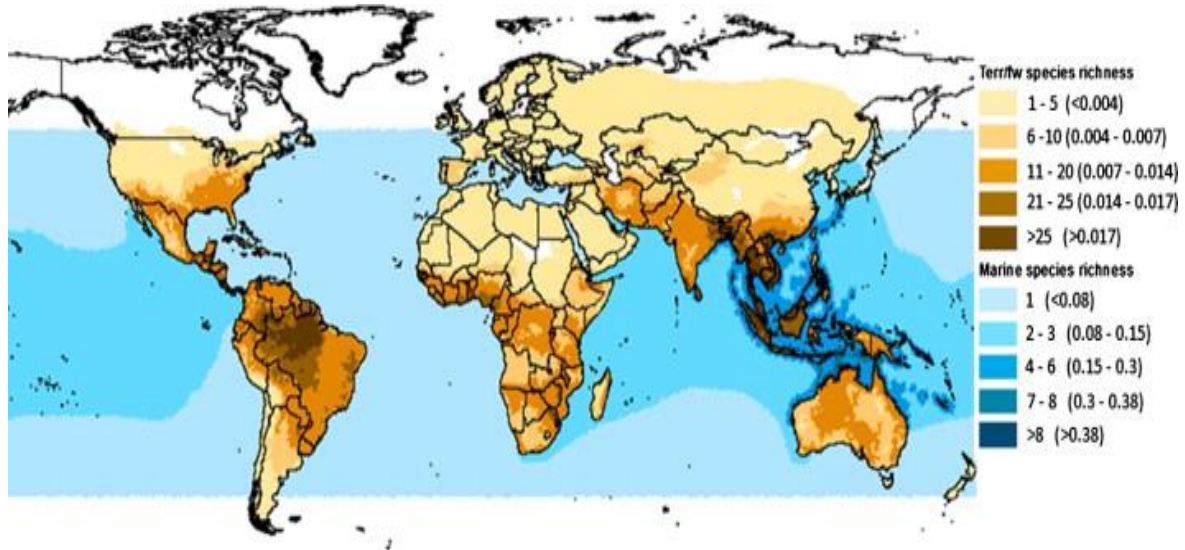 Terr/fw species richness
1 - 5 (<0.004)
6 -10 (0.004 - 0.007)
11 - 20 (0.007 - 0.014)
21 - 25 (0.014 - 0.017)
>25 (>0.017)
Marine species richness
1 (<0.08)
2 - 3 (0.08 - 0.15)
4 - 6 (0.15 - 0.3)
7 - 8 (0.3 - 0.38)
>8 (>0.38)